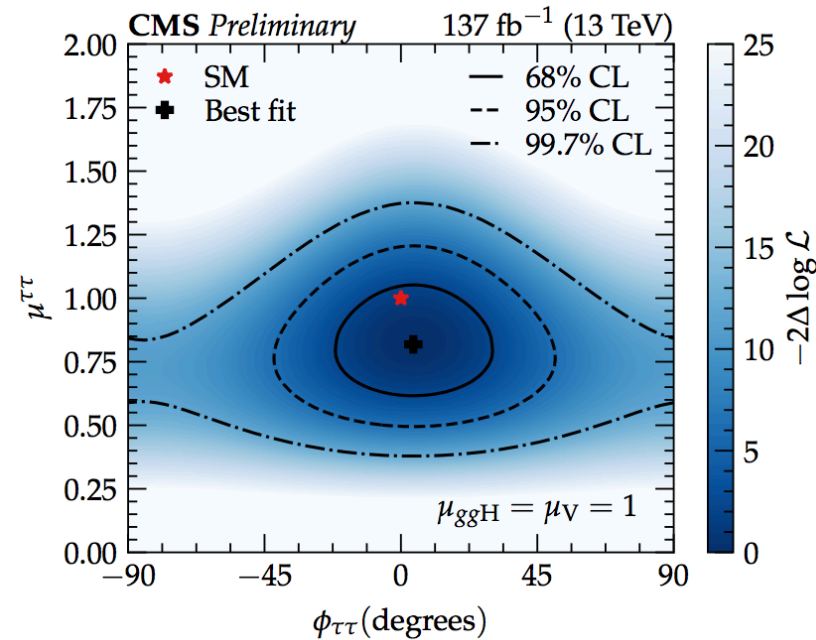 CMS Preliminary 137 fb⁻¹ (13 TeV)
2.00
1.75
1.50
1.25
1.00
0.75
0.50
0.25
0.00
μ^ττ
SM
Best fit
68% CL
95% CL
99.7% CL
μ_ggH = μ_V = 1
−90
−45
0
45
90
ϕ_ττ(degrees)
25
20
15
10
5
0
−2Δ log ℒ